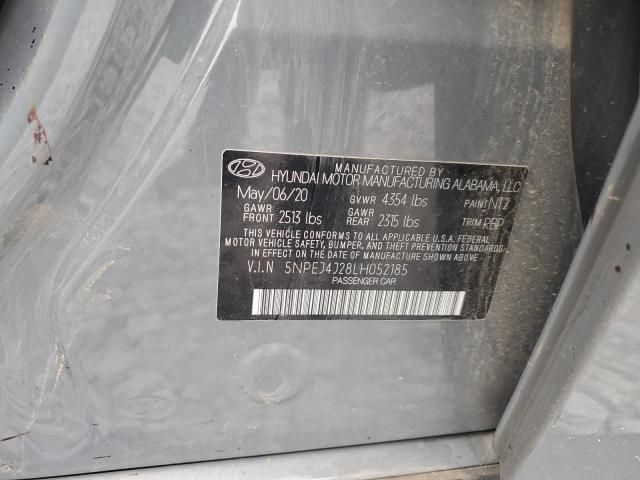 MANUFACTURED BY
HYUNDAI MOTOR MANUFACTURING ALABAMA, LLC
May/06/20 GVWR 4354 lbs PAINT NT2
GAWR FRONT 2513 lbs GAWR REAR 2315 lbs TRIM RRP
THIS VEHICLE CONFORMS TO ALL APPLICABLE U.S.A FEDERAL
MOTOR VEHICLE SAFETY, BUMPER, AND THEFT PREVENTION STANDARDS
IN EFFECT ON THE DATE OF MANUFACTURE SHOWN ABOVE.
V.I.N 5NPEJ4J28LH052185
PASSENGER CAR